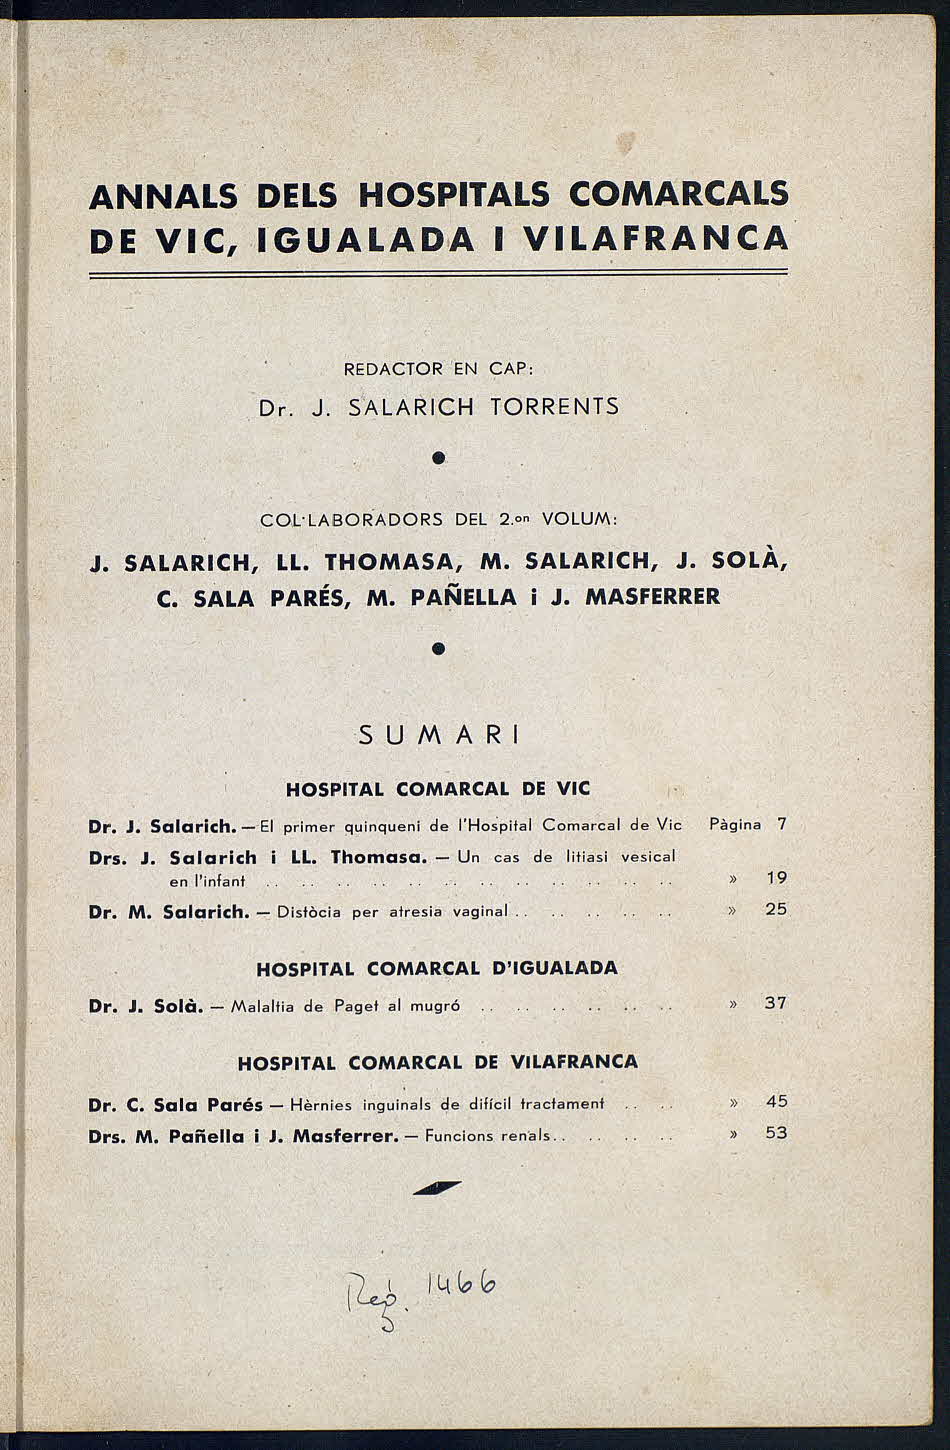 ANNALS DELS HOSPITALS COMARCALS
DE VIC, IGUALADA I VILAFRANCA
REDACTOR EN CAP:
Dr. J. SALARICH TORRENTS
●
COL·LABORADORS DEL 2.on VOLUM:
J. SALARICH, LL. THOMASA, M. SALARICH, J. SOLÀ,
C. SALA PARÉS, M. PAÑELLA i J. MASFERRER
●
SUMARI
HOSPITAL COMARCAL DE VIC
Dr. J. Salarich. — El primer quinqueni de l'Hospital Comarcal de Vic Pàgina 7
Drs. J. Salarich i LL. Thomasa. — Un cas de litiasi vesical
en l'infant .. .. .. .. .. .. .. .. .. .. .. .. » 19
Dr. M. Salarich. — Distòcia per atresia vaginal .. .. .. .. .. » 25
HOSPITAL COMARCAL D'IGUALADA
Dr. J. Solà. — Malaltia de Paget al mugró .. .. .. .. .. .. » 37
HOSPITAL COMARCAL DE VILAFRANCA
Dr. C. Sala Parés — Hèrnies inguinals de difícil tractament .. .. » 45
Drs. M. Pañella i J. Masferrer. — Funcions renals .. .. .. .. » 53
Reg. 1466